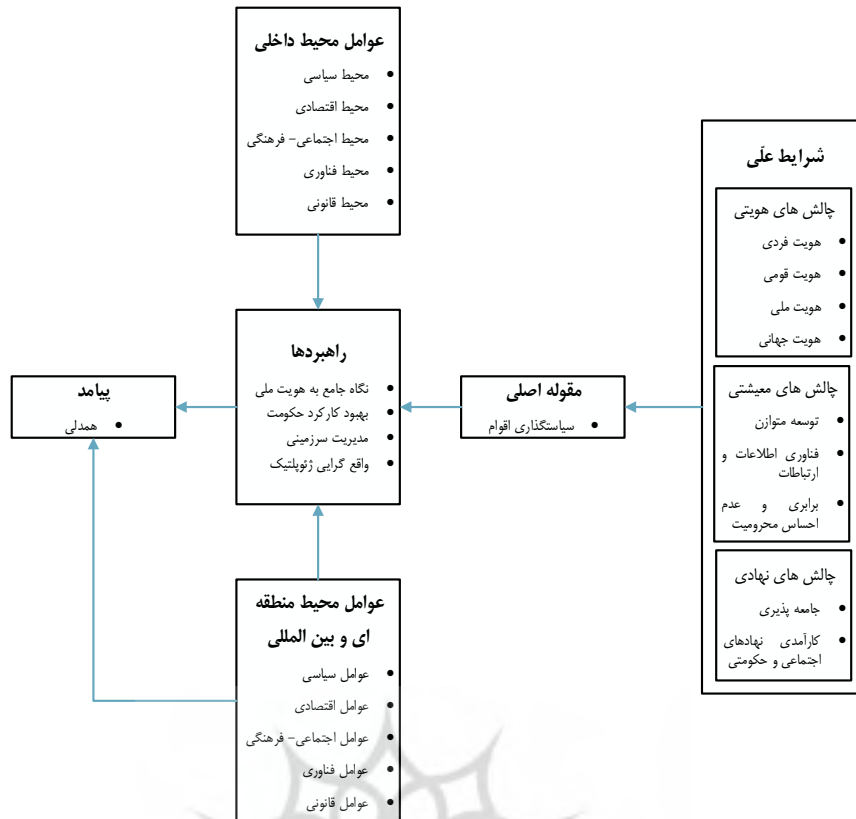 عوامل محیط داخلی
محیط سیاسی
محیط اقتصادی
محیط اجتماعی- فرهنگی
محیط فناوری
محیط قانونی
شرایط علّی
چالش های هویتی
هویت فردی
هویت قومی
هویت ملی
هویت جهانی
چالش های معیشتی
توسعه متوازن
فناوری اطلاعات و
ارتباطات
برابری و عدم
احساس محرومیت
چالش های نهادی
جامعه پذیری
کارآمدی نهادهای
اجتماعی و حکومتی
مقوله اصلی
سیاستگذاری اقوام
راهبردها
نگاه جامع به هویت ملی
بهبود کارکرد حکومت
مدیریت سرزمینی
واقع گرایی ژئوپلتیک
پیامد
همدلی
عوامل محیط منطقه
ای و بین المللی
عوامل سیاسی
عوامل اقتصادی
عوامل اجتماعی- فرهنگی
عوامل فناوری
عوامل قانونی